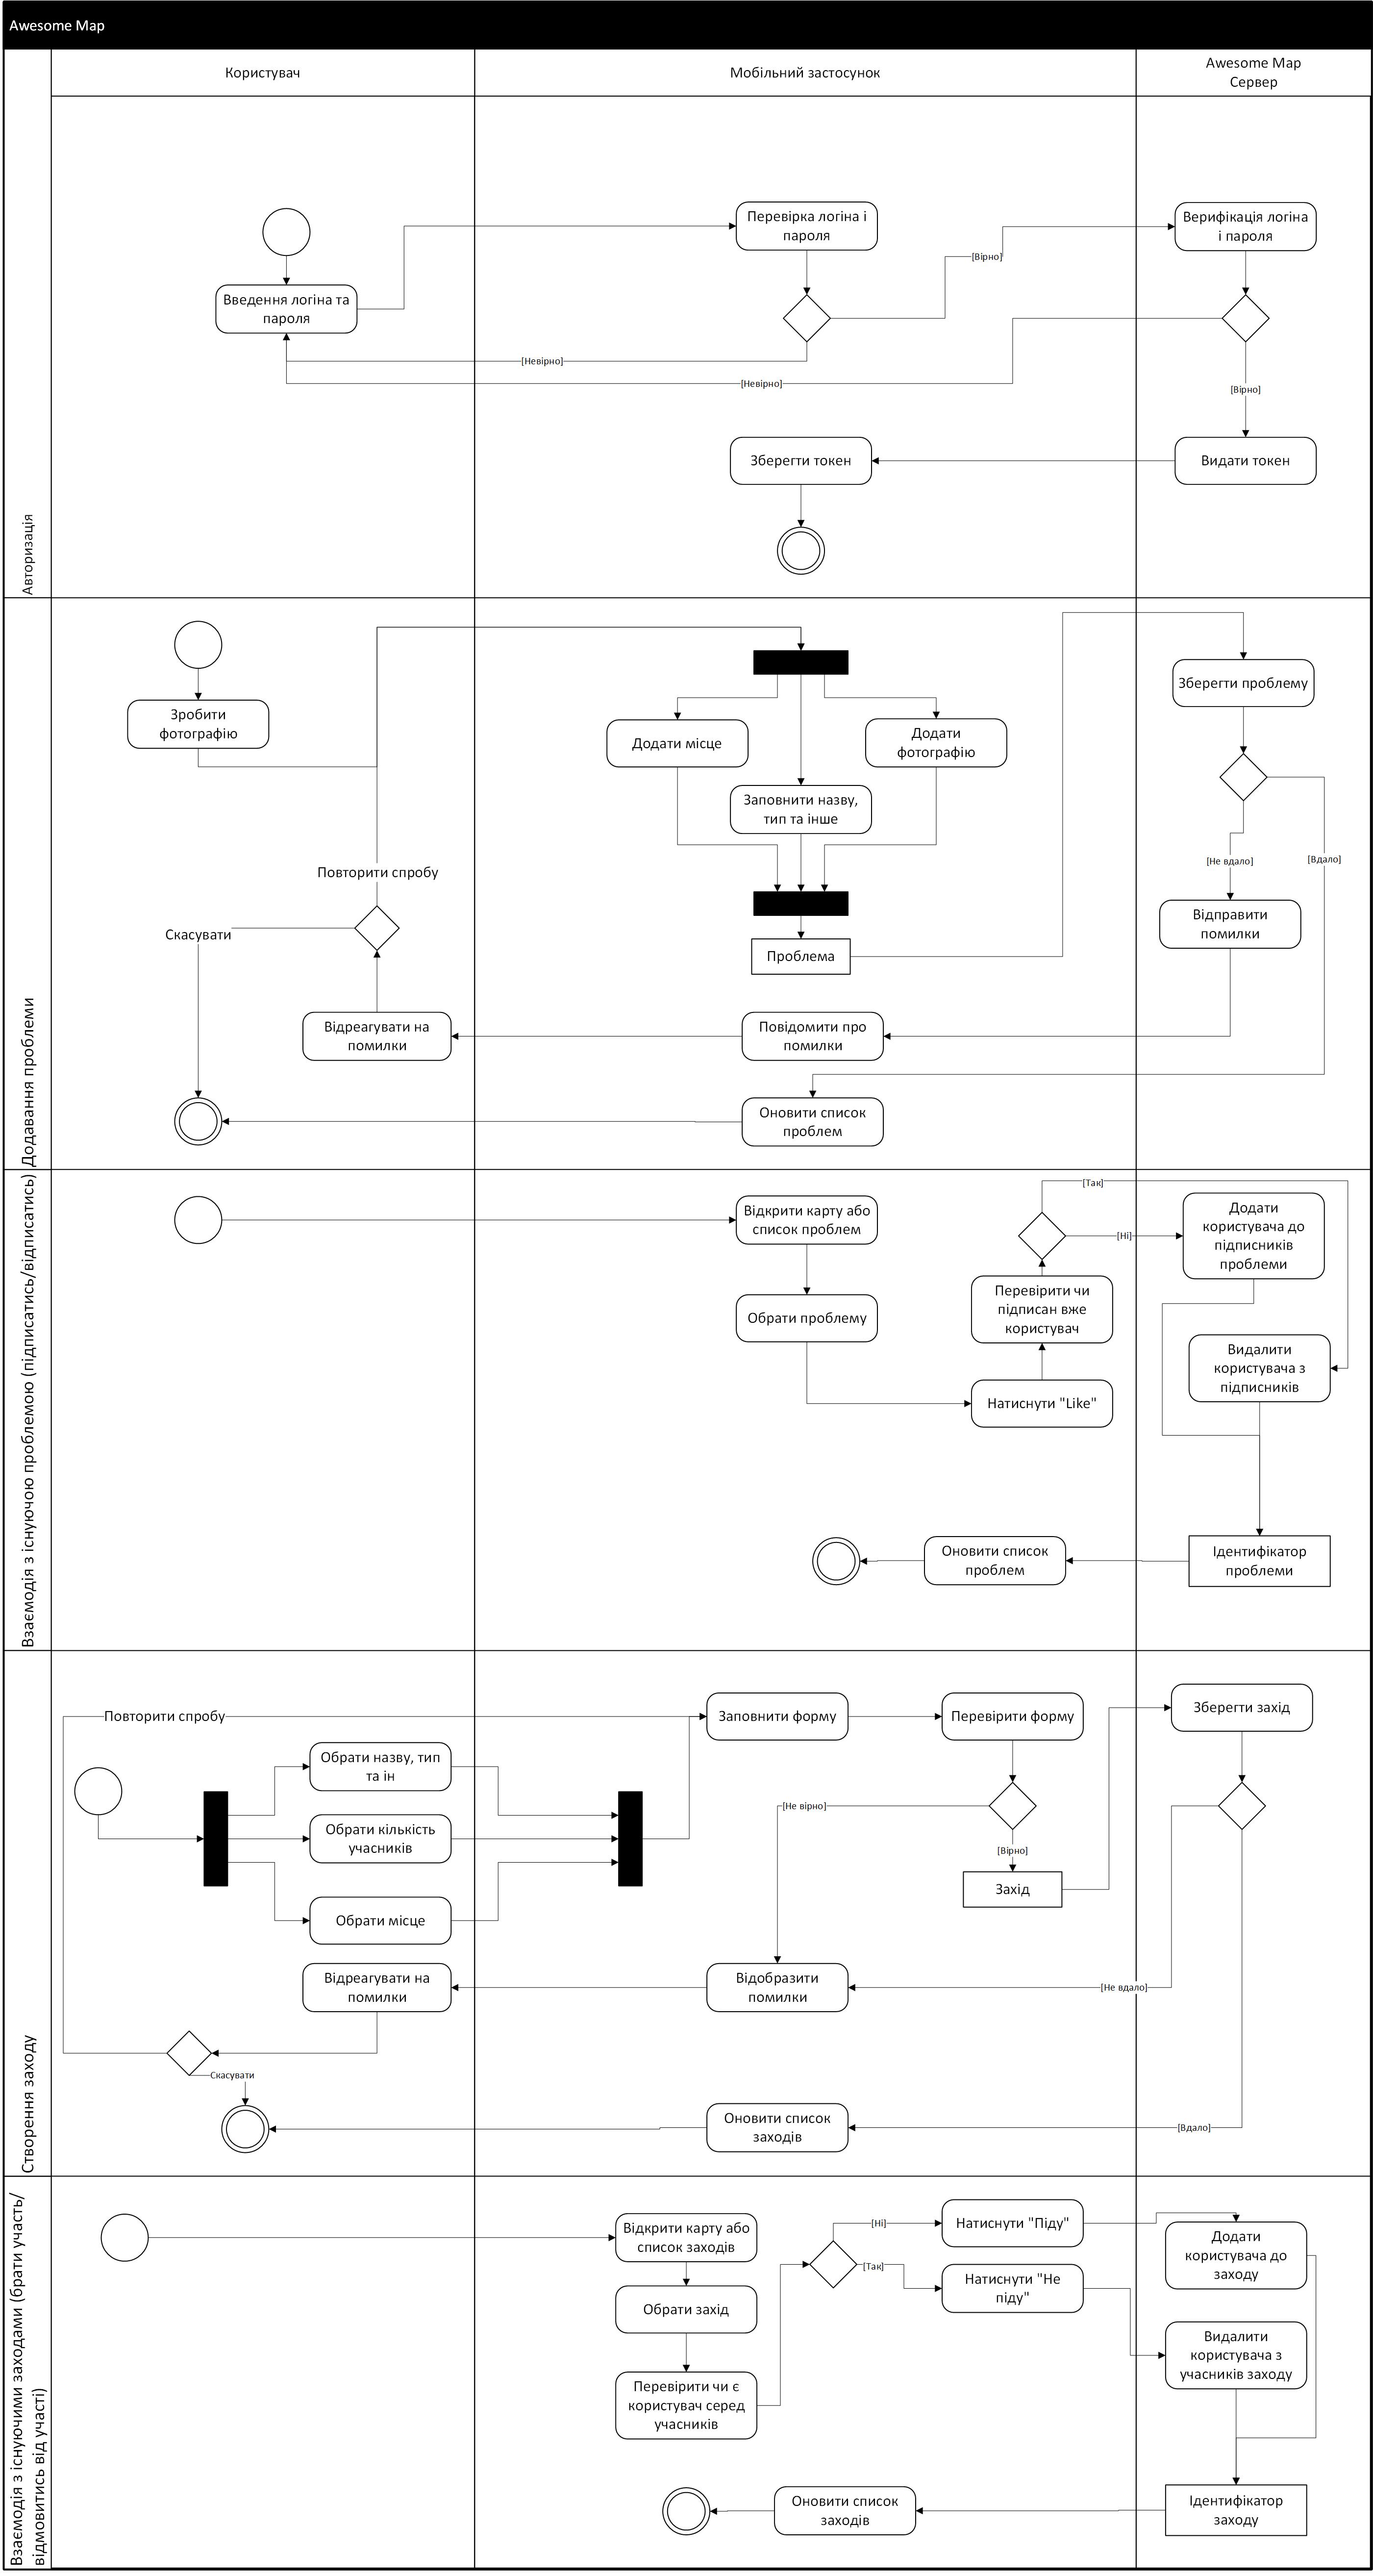 Awesome Map
Користувач
Мобільний застосунок
Awesome Map
Сервер
Авторизація
Введення логіна та
пароля
Перевірка логіна і
пароля
[Вірно]
Верифікація логіна
і пароля
[Невірно]
[Невірно]
[Вірно]
Зберегти токен
Видати токен
Додавання проблеми
Зробити
фотографію
Додати місце
Додати
фотографію
Заповнити назву,
тип та інше
Зберегти проблему
[Не вдало]
[Вдало]
Повторити спробу
Скасувати
Відправити
помилки
Проблема
Відреагувати на
помилки
Повідомити про
помилки
Оновити список
проблем
Взаємодія з існуючою проблемою (підписатись/відписатись)
Відкрити карту або
список проблем
[Так]
[Ні]
Додати
користувача до
підписників
проблеми
Обрати проблему
Перевірити чи
підписан вже
користувач
Видалити
користувача з
підписників
Натиснути "Like"
Оновити список
проблем
Ідентифікатор
проблеми
Створення заходу
Повторити спробу
Заповнити форму
Перевірити форму
Зберегти захід
Обрати назву, тип
та ін
Обрати кількість
учасників
Обрати місце
[Не вірно]
[Вірно]
Захід
Відреагувати на
помилки
Відобразити
помилки
[Не вдало]
Скасувати
Оновити список
заходів
[Вдало]
Взаємодія з існуючими заходами (брати участь/
відмовитись від участі)
Відкрити карту або
список заходів
[Ні]
[Так]
Натиснути "Піду"
Натиснути "Не
піду"
Додати
користувача до
заходу
Обрати захід
Видалити
користувача з
учасників заходу
Перевірити чи є
користувач серед
учасників
Оновити список
заходів
Ідентифікатор
заходу